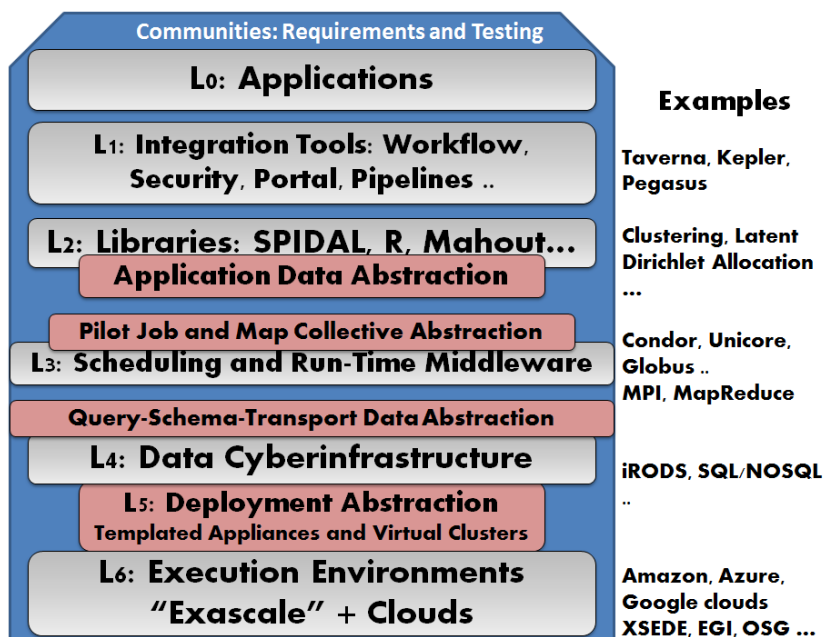 Communities: Requirements and Testing
L0: Applications
Examples
L1: Integration Tools: Workflow,
Security, Portal, Pipelines ..
Taverna, Kepler,
Pegasus
L2: Libraries: SPIDAL, R, Mahout...
Application Data Abstraction
Clustering, Latent
Dirichlet Allocation
...
Pilot Job and Map Collective Abstraction
L3: Scheduling and Run-Time Middleware
Condor, Unicore,
Globus ..
MPI, MapReduce
Query-Schema-Transport Data Abstraction
L4: Data Cyberinfrastructure
iRODS, SQL/NOSQL
..
L5: Deployment Abstraction
Templated Appliances and Virtual Clusters
L6: Execution Environments
“Exascale” + Clouds
Amazon, Azure,
Google clouds
XSEDE, EGI, OSG ...